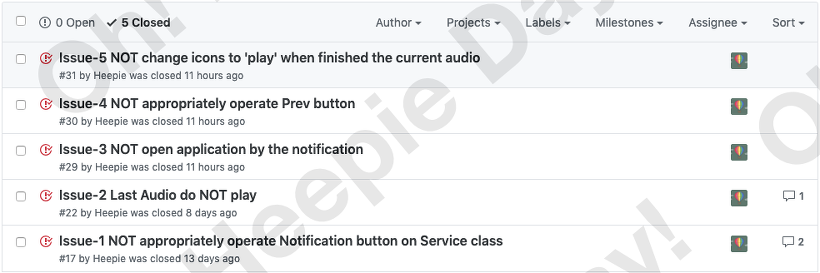 0 Open 5 Closed Author Projects Labels Milestones Assignee Sort
Issue-5 NOT change icons to 'play' when finished the current audio
#31 by Heepie was closed 11 hours ago
Issue-4 NOT appropriately operate Prev button
#30 by Heepie was closed 11 hours ago
Issue-3 NOT open application by the notification
#29 by Heepie was closed 11 hours ago
Issue-2 Last Audio do NOT play
#22 by Heepie was closed 8 days ago
1
Issue-1 NOT appropriately operate Notification button on Service class
#17 by Heepie was closed 13 days ago
2
Oh!
Heepie Day!